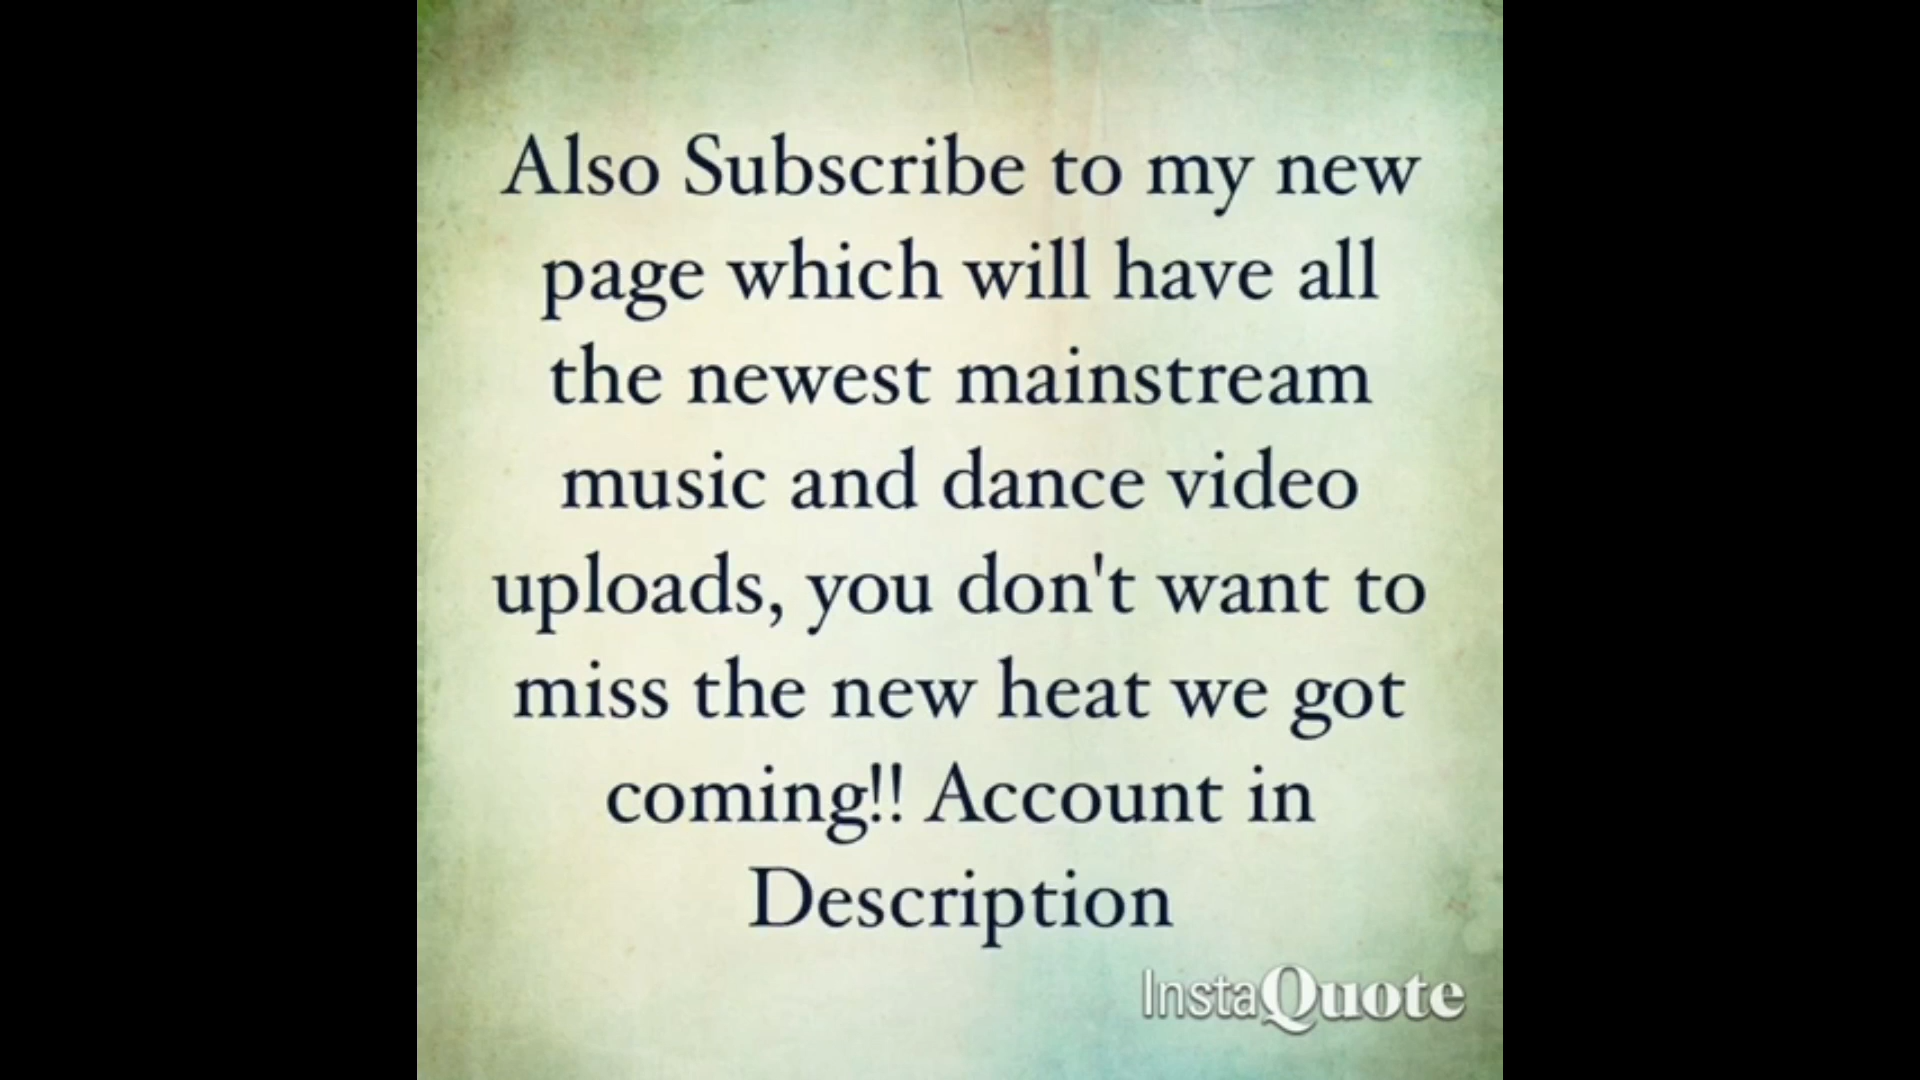 Also Subscribe to my new
page which will have all
the newest mainstream
music and dance video
uploads, you don't want to
miss the new heat we got
coming!! Account in
Description
InstaQuote